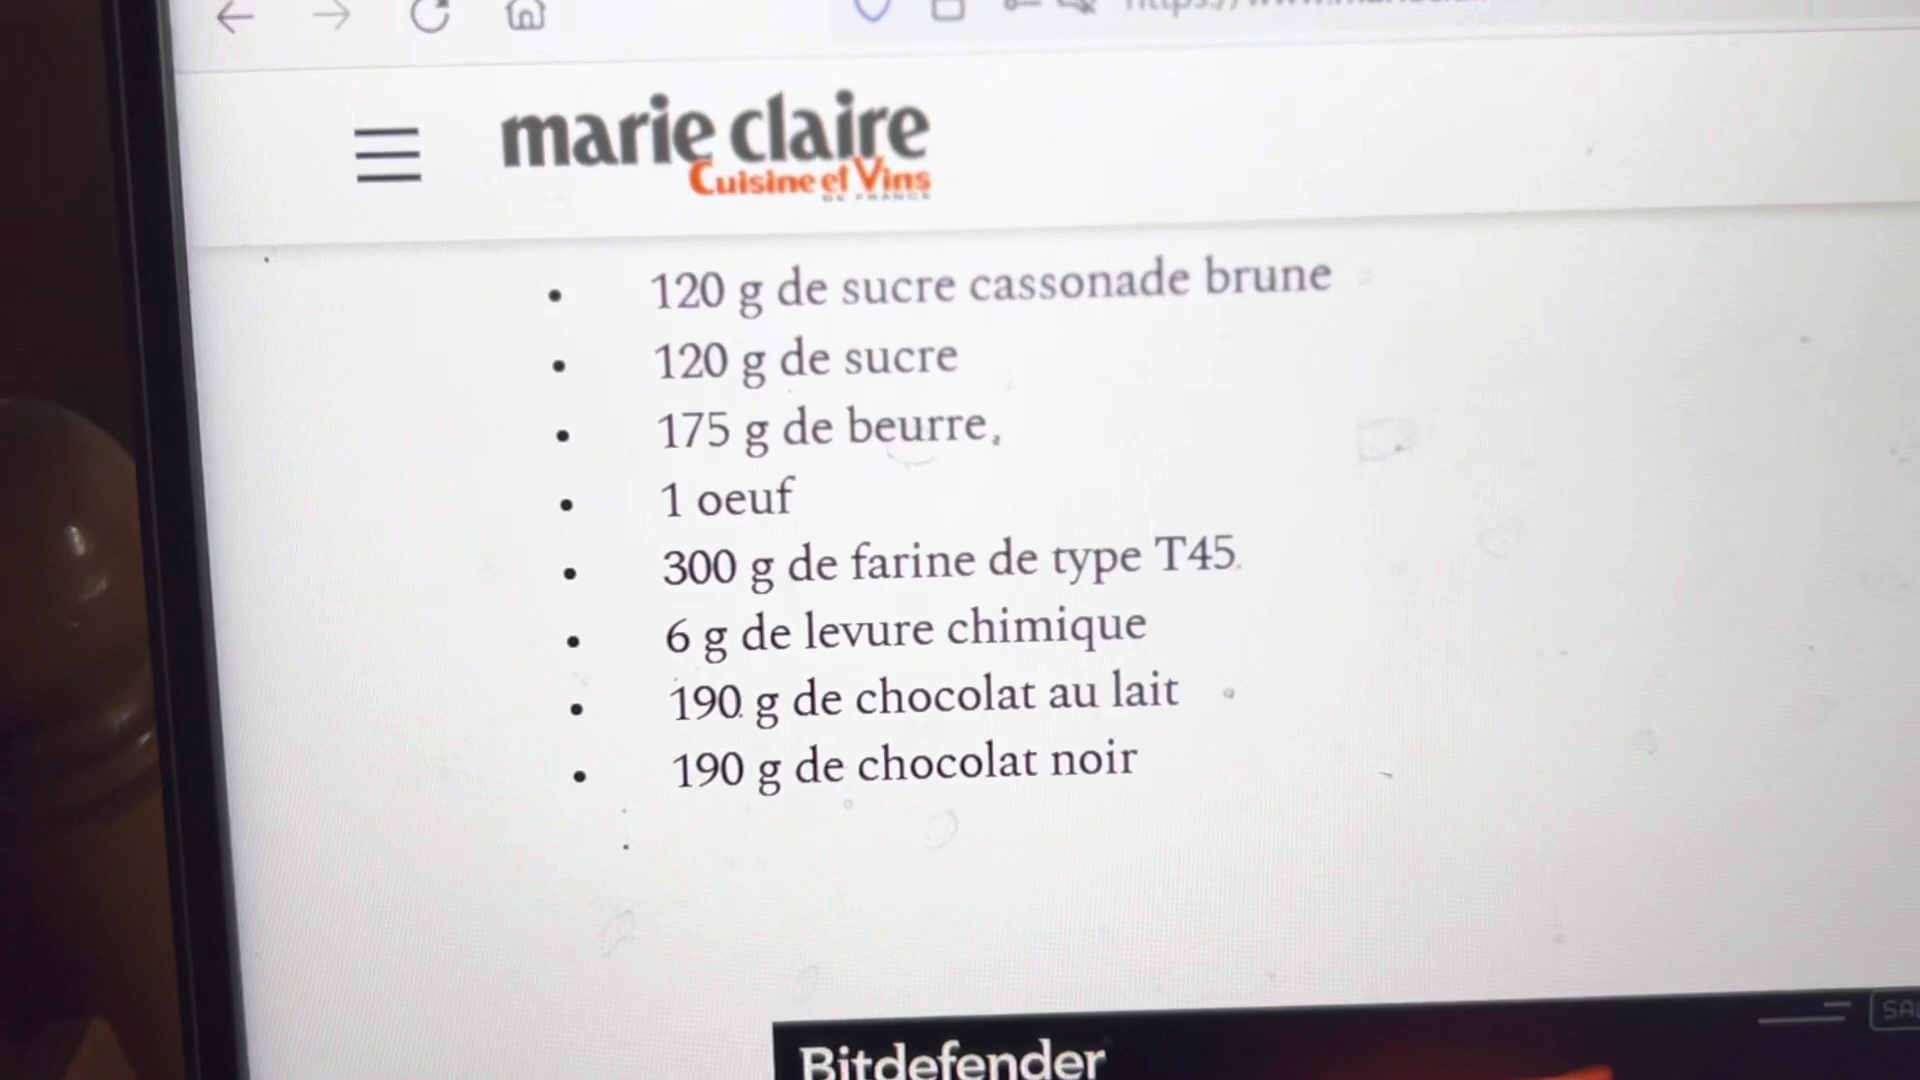 marie claire
Cuisine et Vins
DE FRANCE
• 120 g de sucre cassonade brune
• 120 g de sucre
• 175 g de beurre,
• 1 oeuf
• 300 g de farine de type T45
• 6 g de levure chimique
• 190 g de chocolat au lait
• 190 g de chocolat noir
Bitdefender